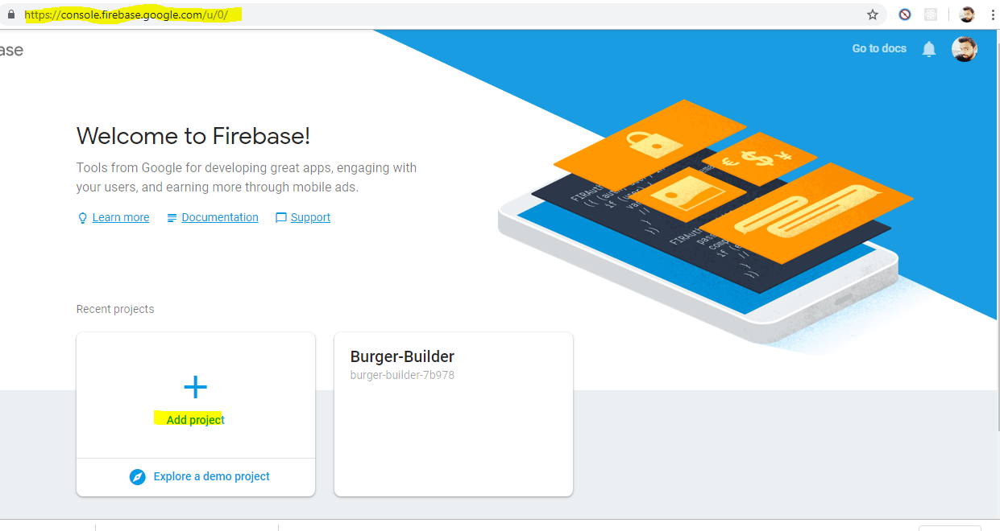 https://console.firebase.google.com/u/0/
ase
Go to docs
Welcome to Firebase!
Tools from Google for developing great apps, engaging with
your users, and earning more through mobile ads.
Learn more
Documentation
Support
Recent projects
Add project
Explore a demo project
Burger-Builder
burger-builder-7b978